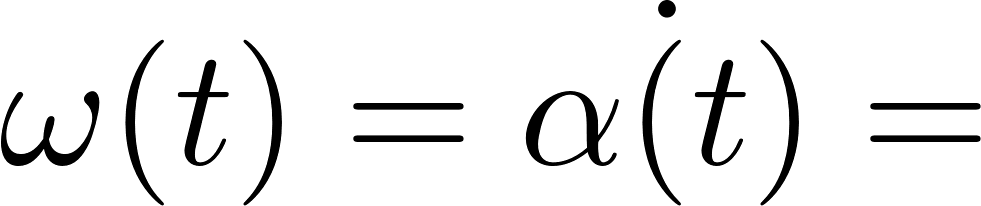 ω(t) = α̇(t) =